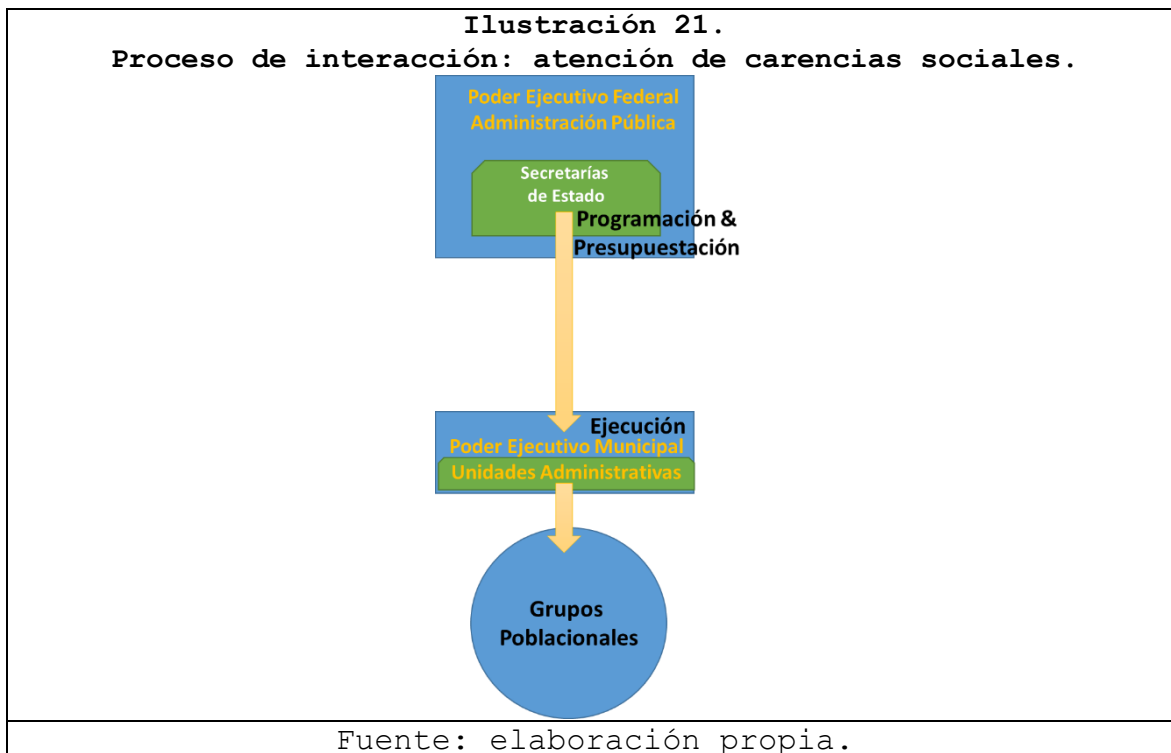 Ilustración 21.
Proceso de interacción: atención de carencias sociales.
Poder Ejecutivo Federal
Administración Pública
Secretarías
de Estado
Programación &
Presupuestación
Ejecución
Poder Ejecutivo Municipal
Unidades Administrativas
Grupos
Poblacionales
Fuente: elaboración propia.